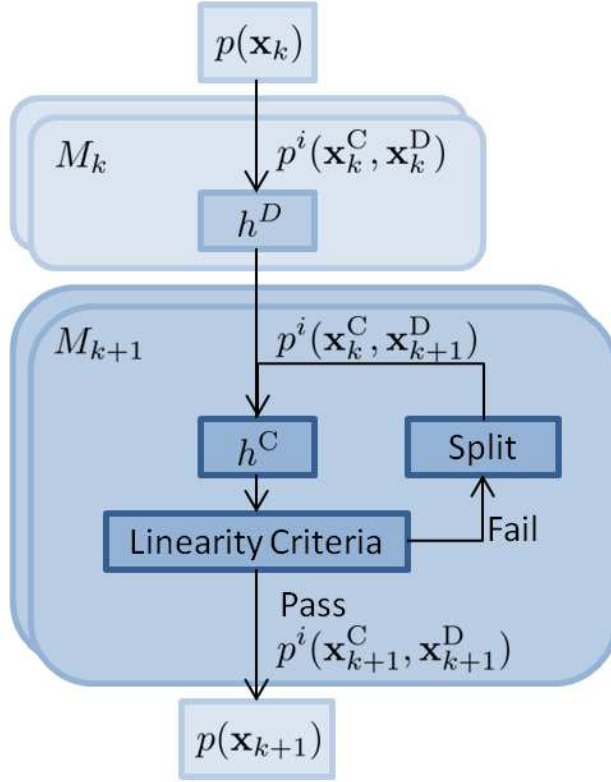 p(x_k)
M_k
p^i(x_k^C, x_k^D)
h^D
M_{k+1}
p^i(x_k^C, x_{k+1}^D)
h^C
Split
Linearity Criteria
Fail
Pass
p^i(x_{k+1}^C, x_{k+1}^D)
p(x_{k+1})